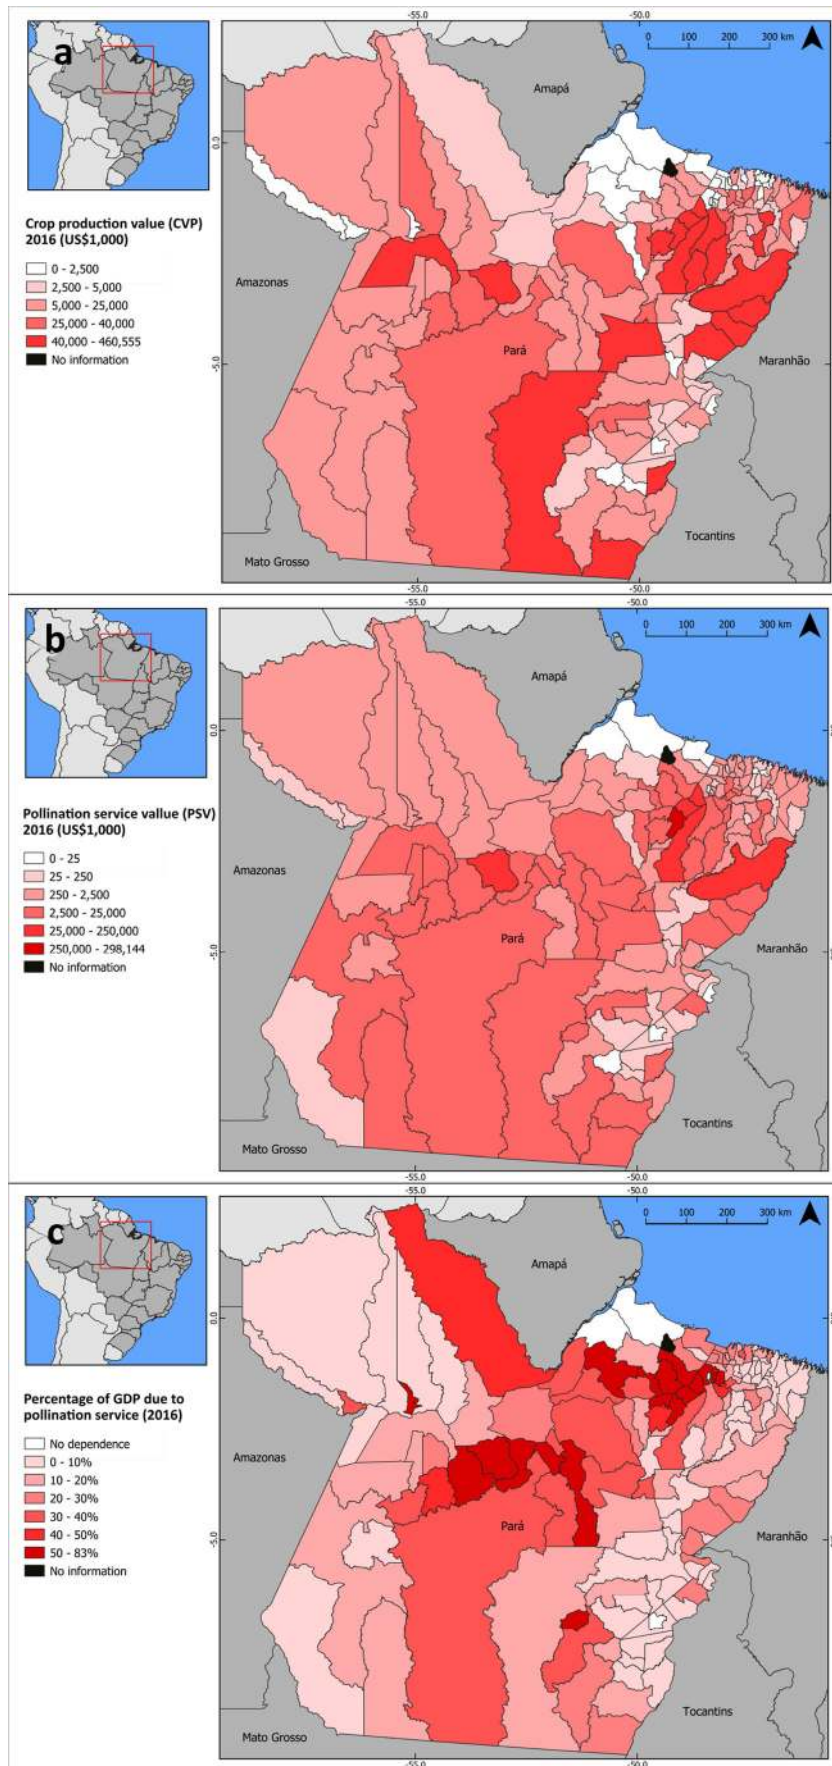 -55.0
-50.0
a
0
100
200
300 km
Amapá
0.0
Crop production value (CVP)
2016 (US$1,000)
0 - 2,500
2,500 - 5,000
5,000 - 25,000
25,000 - 40,000
40,000 - 460,555
No information
Amazonas
Pará
Maranhão
-5.0
Tocantins
Mato Grosso
-55.0
-50.0
-55.0
-50.0
b
0
100
200
300 km
Amapá
0.0
Pollination service vallue (PSV)
2016 (US$1,000)
0 - 25
25 - 250
250 - 2,500
2,500 - 25,000
25,000 - 250,000
250,000 - 298,144
No information
Amazonas
Pará
Maranhão
-5.0
Tocantins
Mato Grosso
-55.0
-50.0
-55.0
-50.0
c
0
100
200
300 km
Amapá
0.0
Percentage of GDP due to
pollination service (2016)
No dependence
0 - 10%
10 - 20%
20 - 30%
30 - 40%
40 - 50%
50 - 83%
No information
Amazonas
Pará
Maranhão
-5.0
Tocantins
Mato Grosso